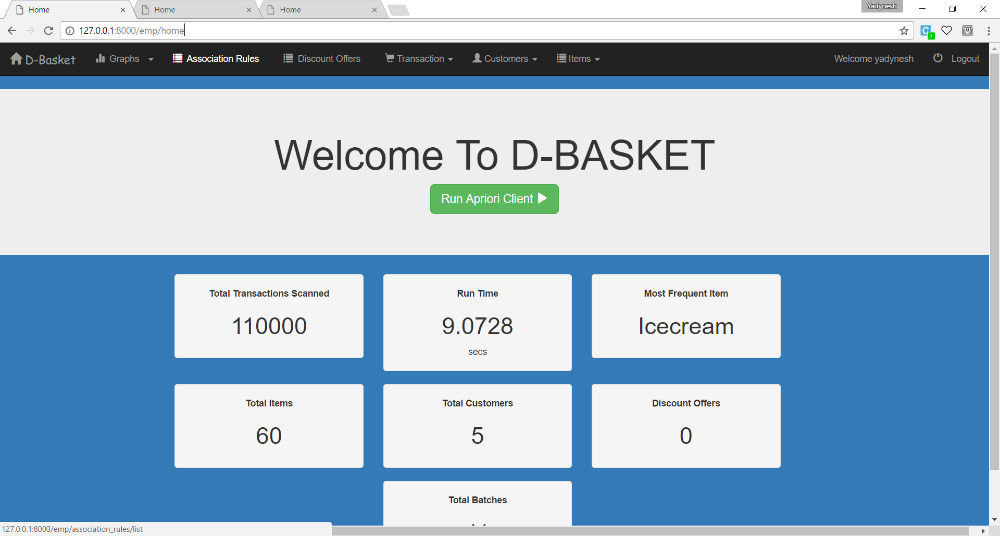 Home
Home
Home
Yadynesh
127.0.0.1:8000/emp/home
C
7
D-Basket
Graphs
Association Rules
Discount Offers
Transaction
Customers
Items
Welcome yadynesh
Logout
Welcome To D-BASKET
Run Apriori Client
Total Transactions Scanned
110000
Run Time
9.0728
secs
Most Frequent Item
Icecream
Total Items
60
Total Customers
5
Discount Offers
0
Total Batches
127.0.0.1:8000/emp/association_rules/list